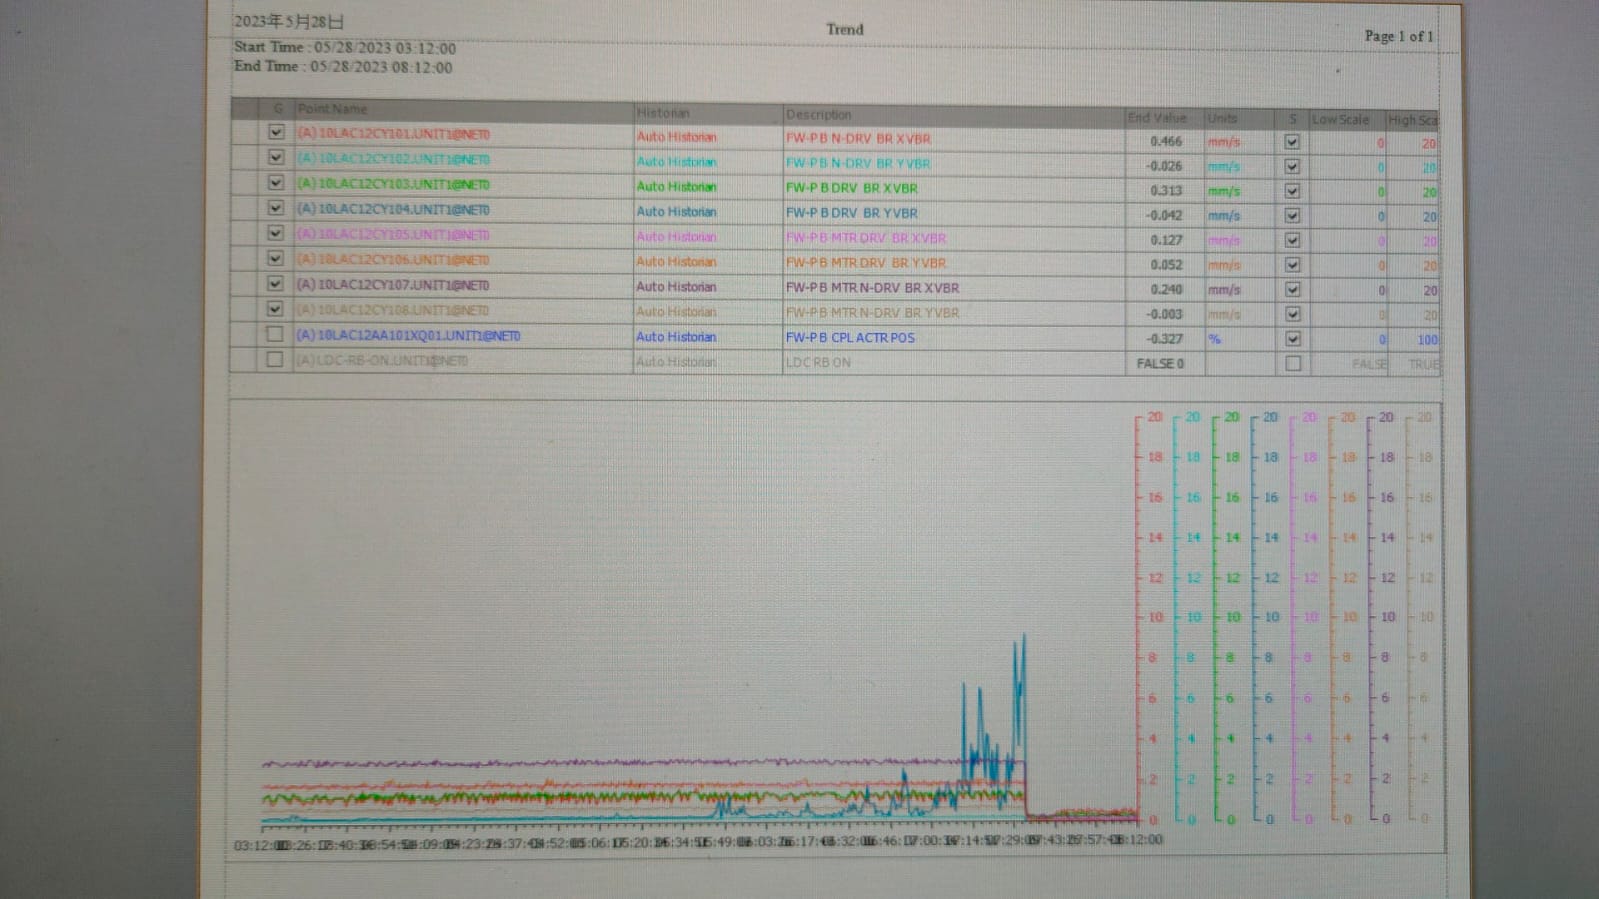 2023年5月28日
Trend
Page 1 of 1
Start Time : 05/28/2023 03:12:00
End Time : 05/28/2023 08:12:00
G Point Name Historian Description End Value Units S Low Scale High Sca
(A) 10LAC12CY101.UNIT1@NET0 Auto Historian FW-P B N-DRV BR XVBR 0.466 mm/s 0 20
(A) 10LAC12CY102.UNIT1@NET0 Auto Historian FW-P B N-DRV BR YVBR -0.026 mm/s 0 20
(A) 10LAC12CY103.UNIT1@NET0 Auto Historian FW-P B DRV BR XVBR 0.313 mm/s 0 20
(A) 10LAC12CY104.UNIT1@NET0 Auto Historian FW-P B DRV BR YVBR -0.042 mm/s 0 20
(A) 10LAC12CY105.UNIT1@NET0 Auto Historian FW-P B MTR DRV BR XVBR 0.127 mm/s 0 20
(A) 10LAC12CY106.UNIT1@NET0 Auto Historian FW-P B MTR DRV BR YVBR 0.052 mm/s 0 20
(A) 10LAC12CY107.UNIT1@NET0 Auto Historian FW-P B MTR N-DRV BR XVBR 0.240 mm/s 0 20
(A) 10LAC12CY108.UNIT1@NET0 Auto Historian FW-P B MTR N-DRV BR YVBR -0.003 mm/s 0 20
(A) 10LAC12AA101XQ01.UNIT1@NET0 Auto Historian FW-P B CPL ACTR POS -0.327 % 0 100
(A) LDC-RB-ON.UNIT1@NET0 Auto Historian LDC RB ON FALSE 0 FALSE TRUE
20 20 20 20 20 20 20 20
18 18 18 18 18 18 18 18
16 16 16 16 16 16 16 16
14 14 14 14 14 14 14 14
12 12 12 12 12 12 12 12
10 10 10 10 10 10 10 10
8 8 8 8 8 8 8 8
6 6 6 6 6 6 6 6
4 4 4 4 4 4 4 4
2 2 2 2 2 2 2 2
0 0 0 0 0 0 0 0
03:12:00
08:12:00